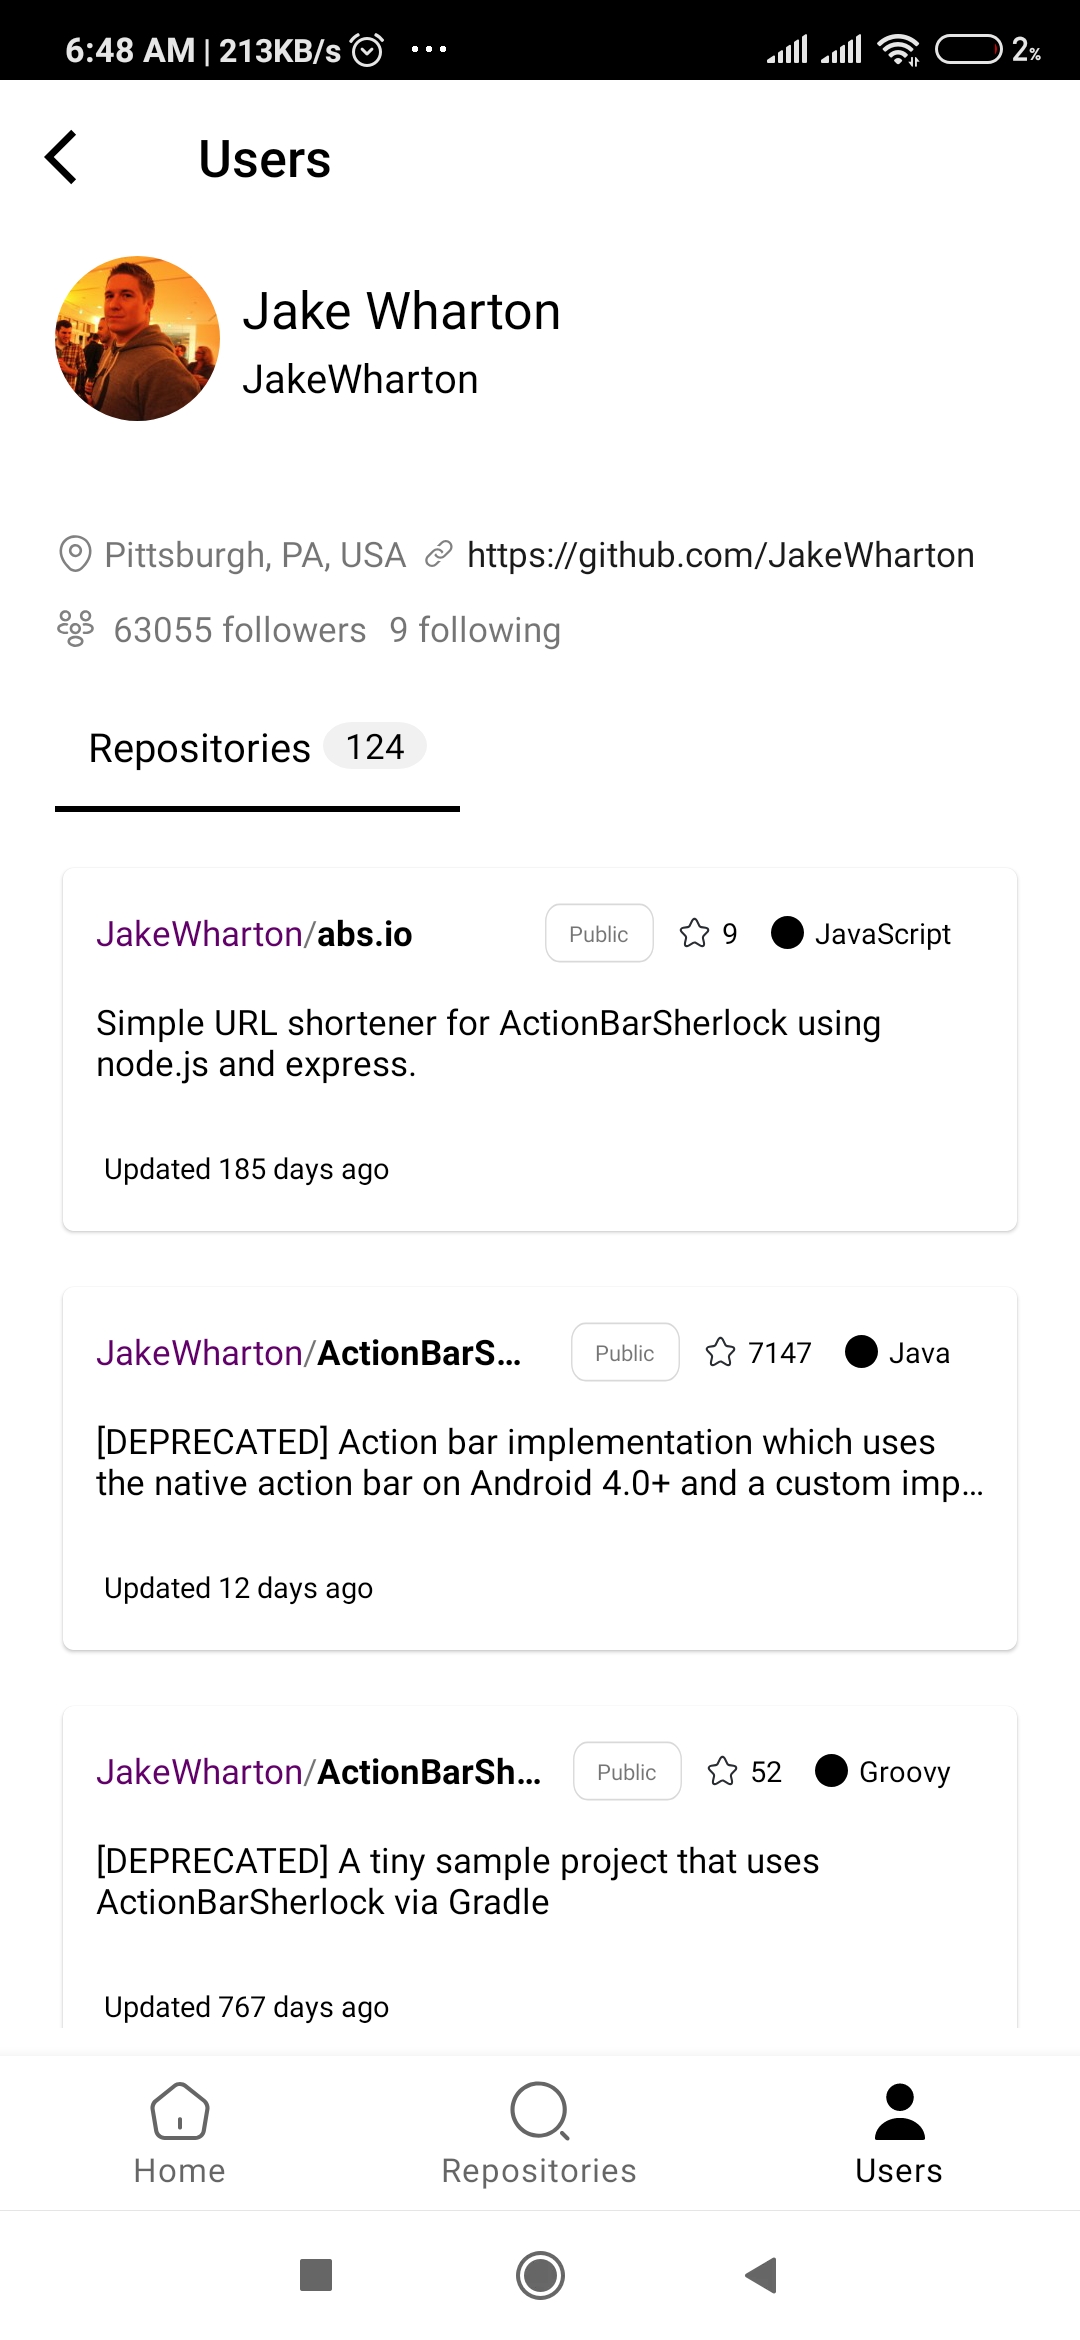 6:48 AM | 213KB/s ... 2%
Users
Jake Wharton
JakeWharton
Pittsburgh, PA, USA https://github.com/JakeWharton
63055 followers 9 following
Repositories 124
JakeWharton/abs.io Public 9 JavaScript
Simple URL shortener for ActionBarSherlock using
node.js and express.
Updated 185 days ago
JakeWharton/ActionBarS... Public 7147 Java
[DEPRECATED] Action bar implementation which uses
the native action bar on Android 4.0+ and a custom imp...
Updated 12 days ago
JakeWharton/ActionBarSh... Public 52 Groovy
[DEPRECATED] A tiny sample project that uses
ActionBarSherlock via Gradle
Updated 767 days ago
Home Repositories Users